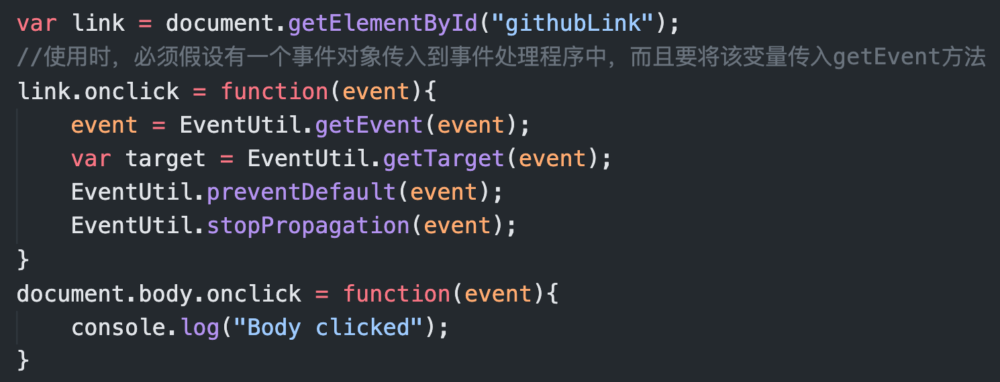 var link = document.getElementById("githubLink");
//使用时，必须假设有一个事件对象传入到事件处理程序中，而且要将该变量传入getEvent方法
link.onclick = function(event){
    event = EventUtil.getEvent(event);
    var target = EventUtil.getTarget(event);
    EventUtil.preventDefault(event);
    EventUtil.stopPropagation(event);
}
document.body.onclick = function(event){
    console.log("Body clicked");
}